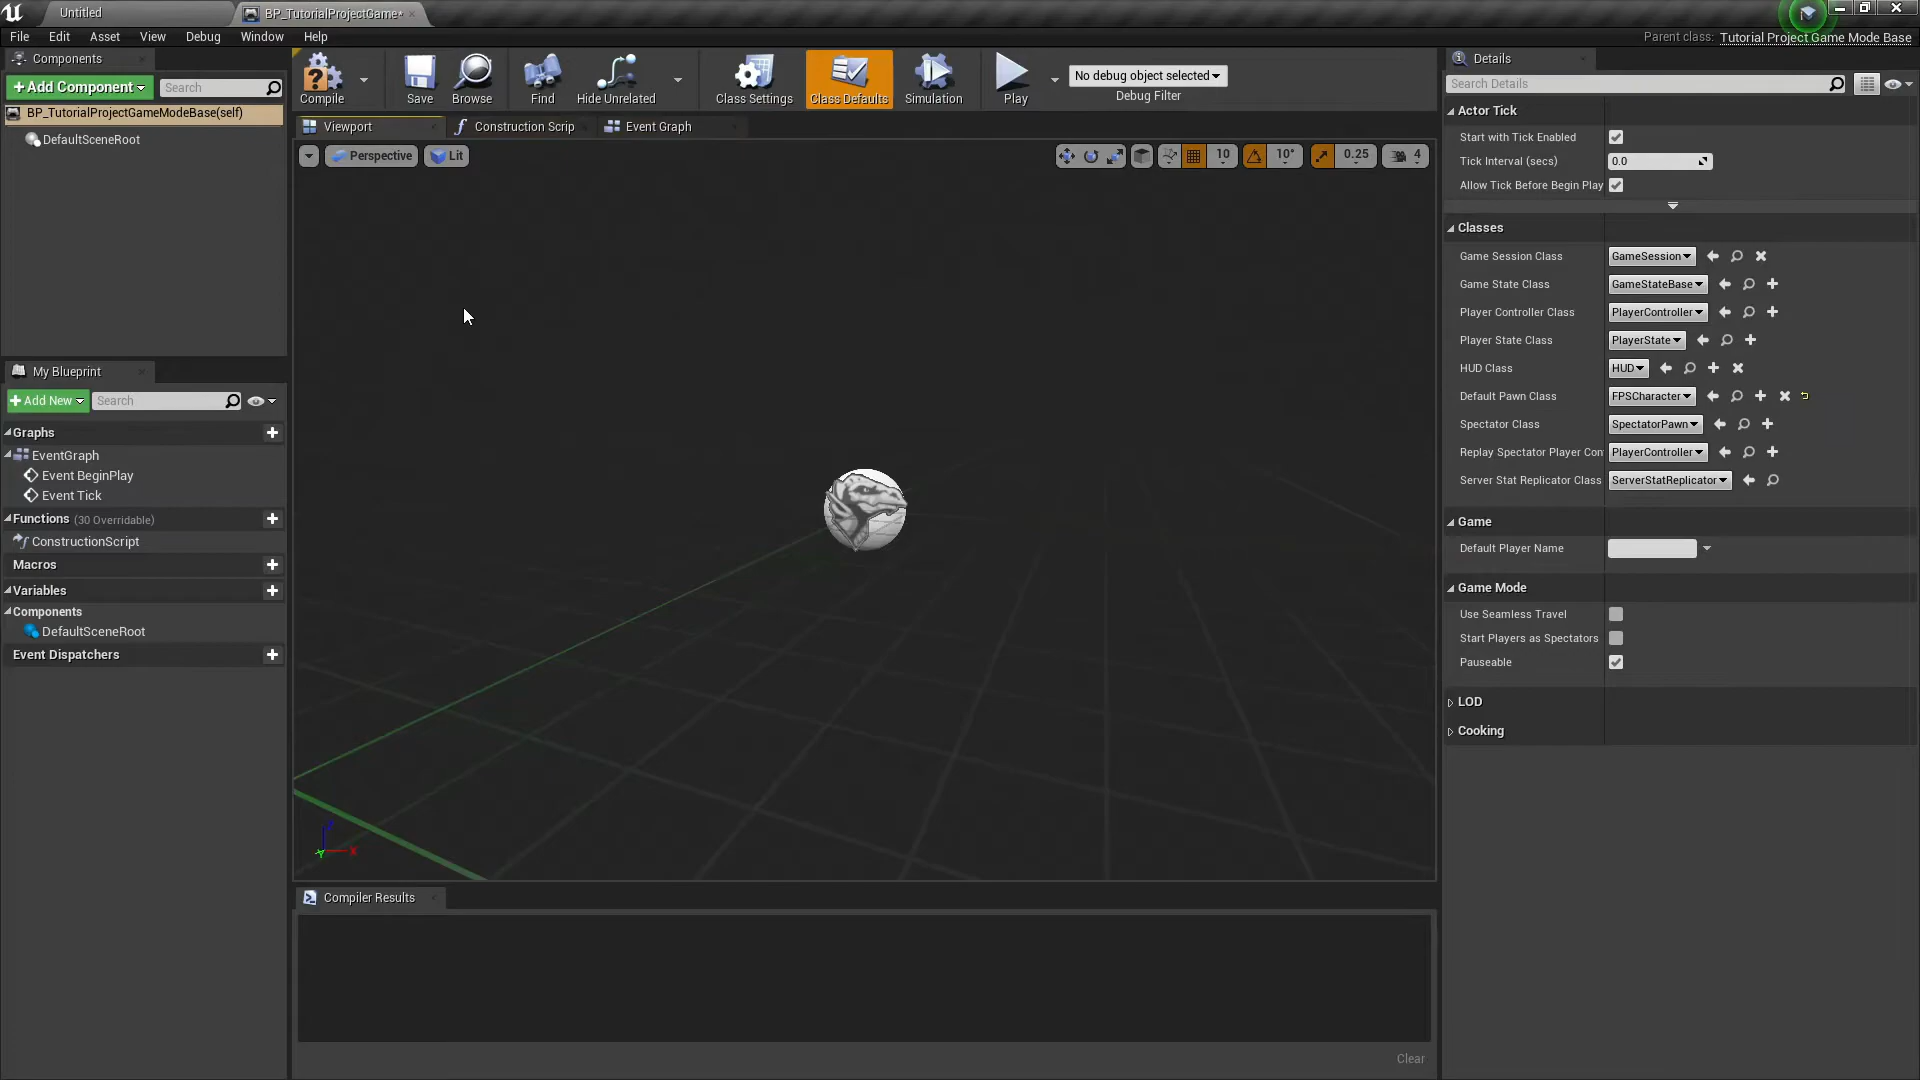 Untitled
BP_TutorialProjectGame*
File Edit Asset View Debug Window Help
Parent class: Tutorial Project Game Mode Base
Components
+Add Component
Search
BP_TutorialProjectGameModeBase(self)
DefaultSceneRoot
My Blueprint
+Add New
Search
Graphs
EventGraph
Event BeginPlay
Event Tick
Functions (30 Overridable)
ConstructionScript
Macros
Variables
Components
DefaultSceneRoot
Event Dispatchers
Compile
Save
Browse
Find
Hide Unrelated
Class Settings
Class Defaults
Simulation
Play
No debug object selected
Debug Filter
Viewport
Construction Scrip
Event Graph
Perspective
Lit
10
10°
0.25
4
X
Compiler Results
Clear
Details
Search Details
Actor Tick
Start with Tick Enabled
Tick Interval (secs) 0.0
Allow Tick Before Begin Play
Classes
Game Session Class GameSession
Game State Class GameStateBase
Player Controller Class PlayerController
Player State Class PlayerState
HUD Class HUD
Default Pawn Class FPSCharacter
Spectator Class SpectatorPawn
Replay Spectator Player Con PlayerController
Server Stat Replicator Class ServerStatReplicator
Game
Default Player Name
Game Mode
Use Seamless Travel
Start Players as Spectators
Pauseable
LOD
Cooking